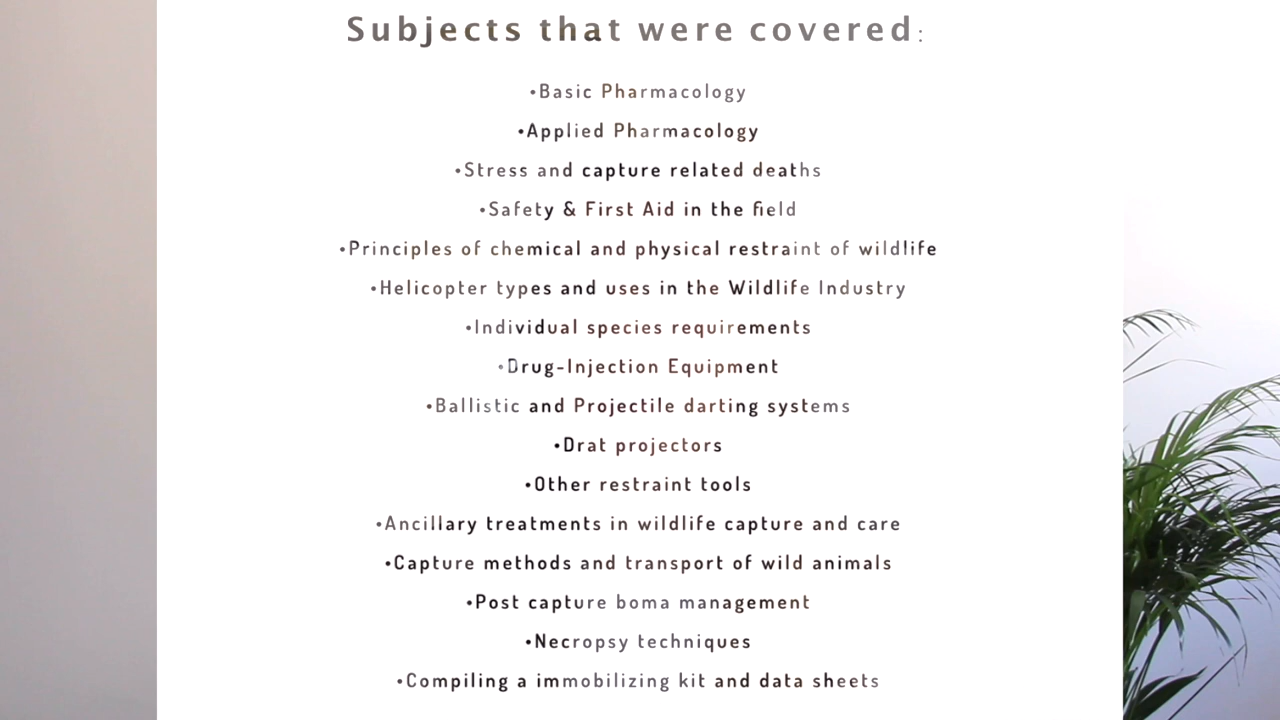 Subjects that were covered:
•Basic Pharmacology
•Applied Pharmacology
•Stress and capture related deaths
•Safety & First Aid in the field
•Principles of chemical and physical restraint of wildlife
•Helicopter types and uses in the Wildlife Industry
•Individual species requirements
•Drug-Injection Equipment
•Ballistic and Projectile darting systems
•Drat projectors
•Other restraint tools
•Ancillary treatments in wildlife capture and care
•Capture methods and transport of wild animals
•Post capture boma management
•Necropsy techniques
•Compiling a immobilizing kit and data sheets